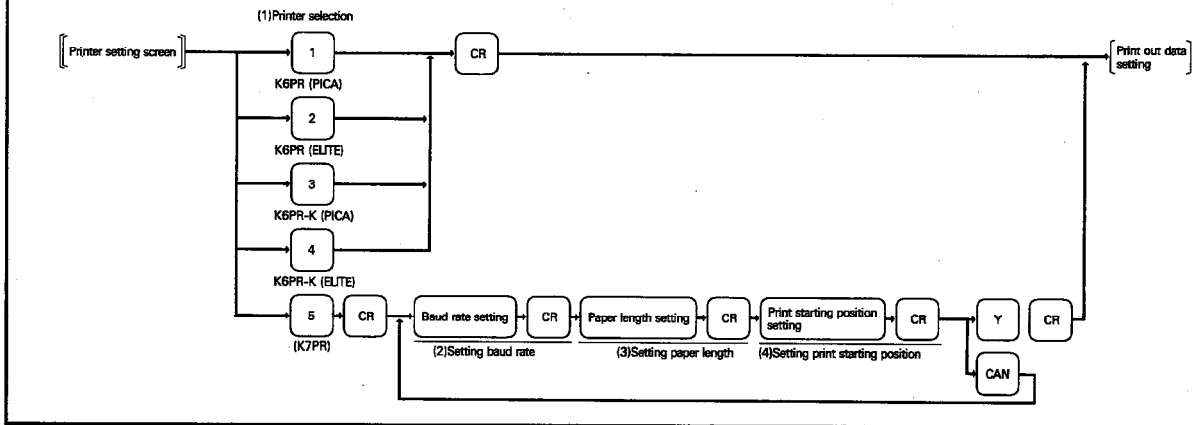 (1)Printer selection
[Printer setting screen]
1
CR
[Print out data
setting]
K6PR (PICA)
2
K6PR (ELITE)
3
K6PR-K (PICA)
4
K6PR-K (ELITE)
5
CR
Baud rate setting
CR
Paper length setting
CR
Print starting position
setting
CR
Y
CR
(K7PR)
(2)Setting baud rate
(3)Setting paper length
(4)Setting print starting position
CAN